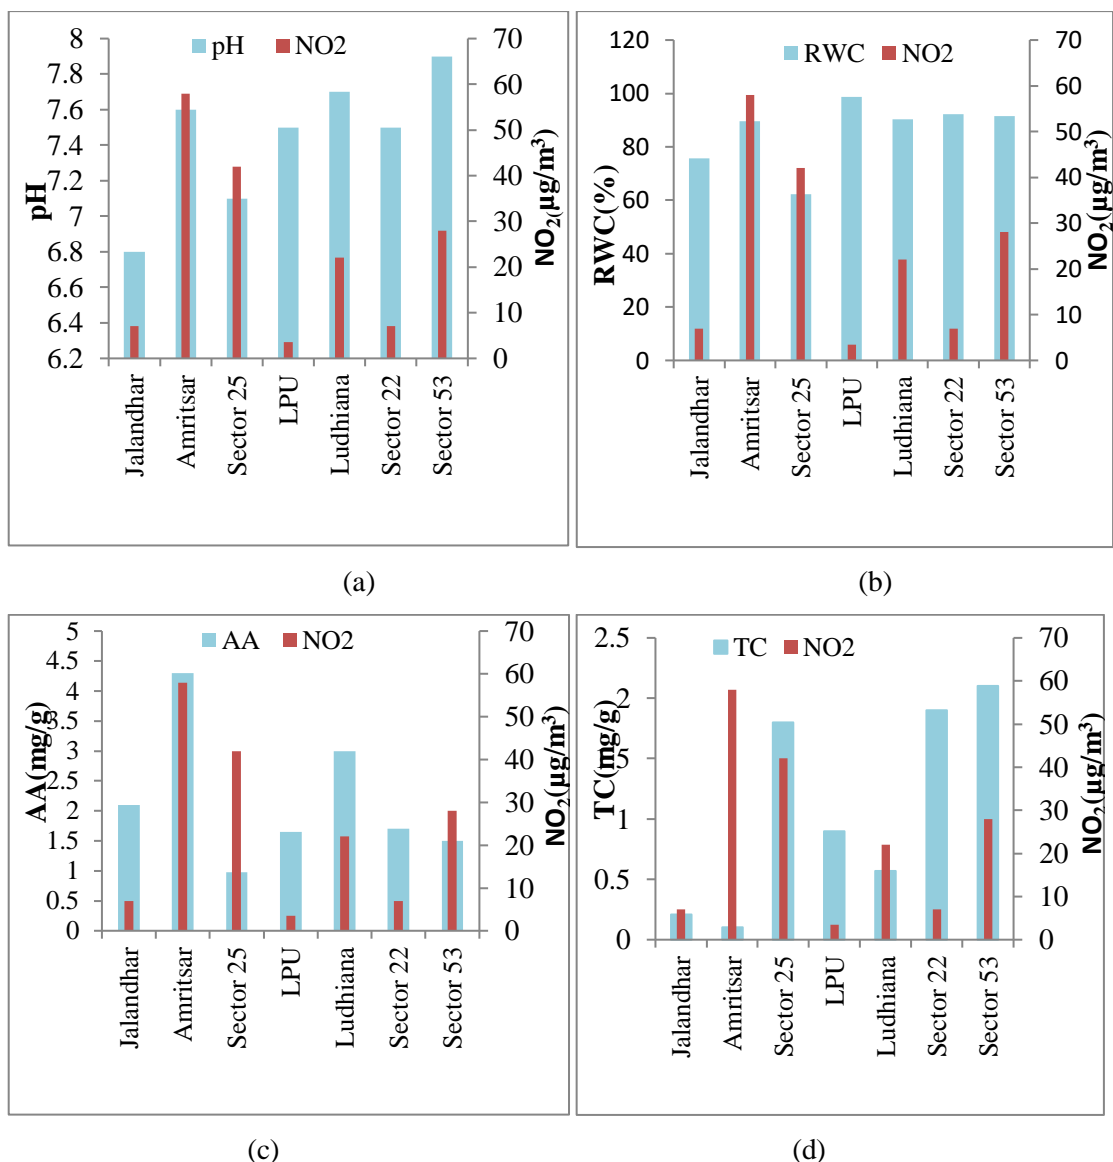 pH NO2
8
7.8
7.6
7.4
7.2
7
6.8
6.6
6.4
6.2
pH
70
60
50
40
30
20
10
0
NO₂(µg/m³)
Jalandhar
Amritsar
Sector 25
LPU
Ludhiana
Sector 22
Sector 53
(a)
RWC NO2
120
100
80
60
40
20
0
RWC(%)
70
60
50
40
30
20
10
0
NO₂(µg/m³)
Jalandhar
Amritsar
Sector 25
LPU
Ludhiana
Sector 22
Sector 53
(b)
AA NO2
5
4.5
4
3.5
3
2.5
2
1.5
1
0.5
0
AA(mg/g)
70
60
50
40
30
20
10
0
NO₂(µg/m³)
Jalandhar
Amritsar
Sector 25
LPU
Ludhiana
Sector 22
Sector 53
(c)
TC NO2
2.5
2
1.5
1
0.5
0
TC(mg/g)
70
60
50
40
30
20
10
0
NO₂(µg/m³)
Jalandhar
Amritsar
Sector 25
LPU
Ludhiana
Sector 22
Sector 53
(d)